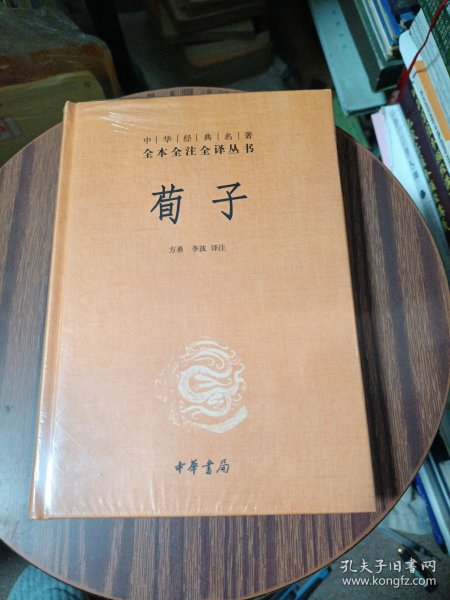 中|华|经|典|名|著
全本全注全译丛书
荀子
方勇 李波 译注
中華書局
孔夫子旧书网
www.kongfz.com